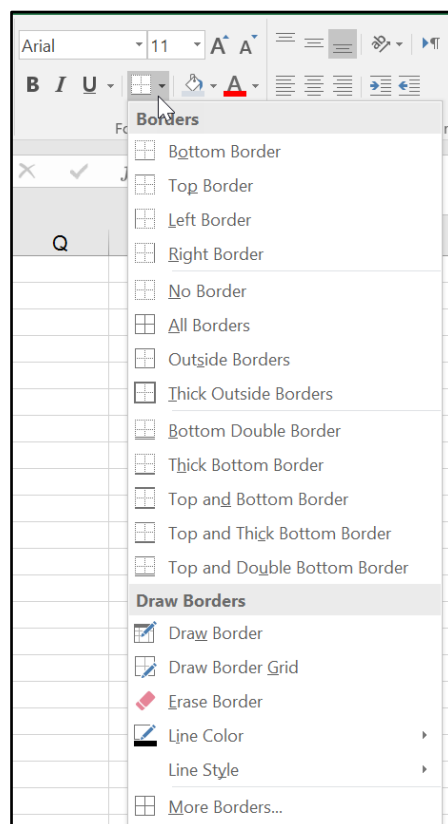 Arial 11 A A
B I U A
Fo
Borders
Q
Bottom Border
Top Border
Left Border
Right Border
No Border
All Borders
Outside Borders
Thick Outside Borders
Bottom Double Border
Thick Bottom Border
Top and Bottom Border
Top and Thick Bottom Border
Top and Double Bottom Border
Draw Borders
Draw Border
Draw Border Grid
Erase Border
Line Color
Line Style
More Borders...